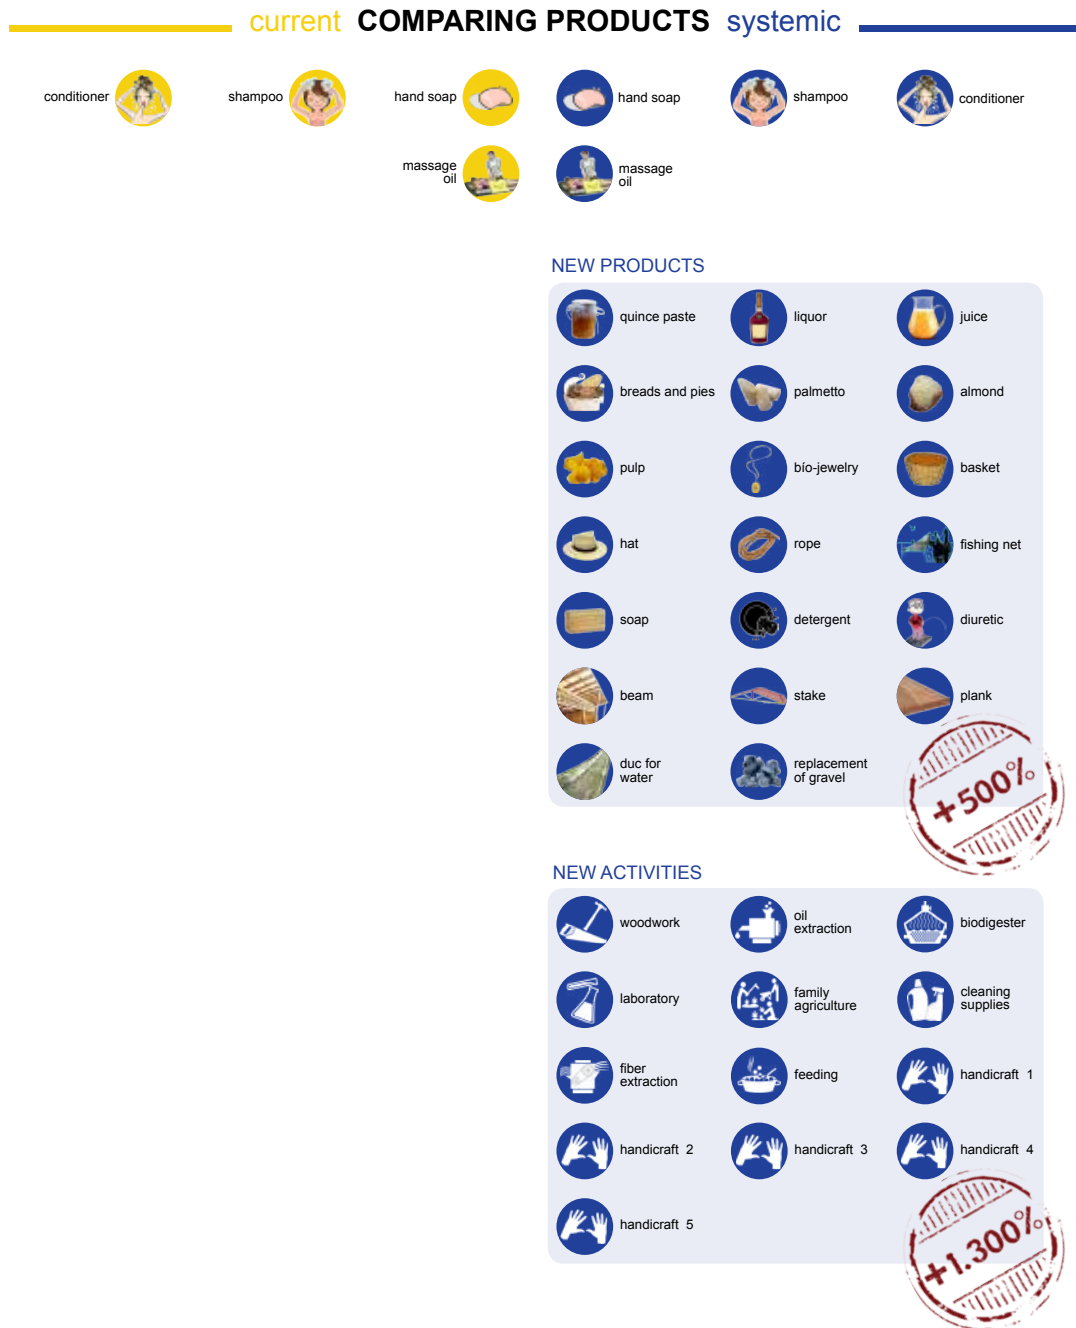 current COMPARING PRODUCTS systemic
conditioner shampoo hand soap hand soap shampoo conditioner
massage
oil
massage
oil
NEW PRODUCTS
quince paste liquor juice
breads and pies palmetto almond
pulp bío-jewelry basket
hat rope fishing net
soap detergent diuretic
beam stake plank
duc for
water
replacement
of gravel
+500%
NEW ACTIVITIES
woodwork
oil
extraction
biodigester
laboratory
family
agriculture
cleaning
supplies
fiber
extraction
feeding
handicraft 1
handicraft 2 handicraft 3 handicraft 4
handicraft 5
+1.300%